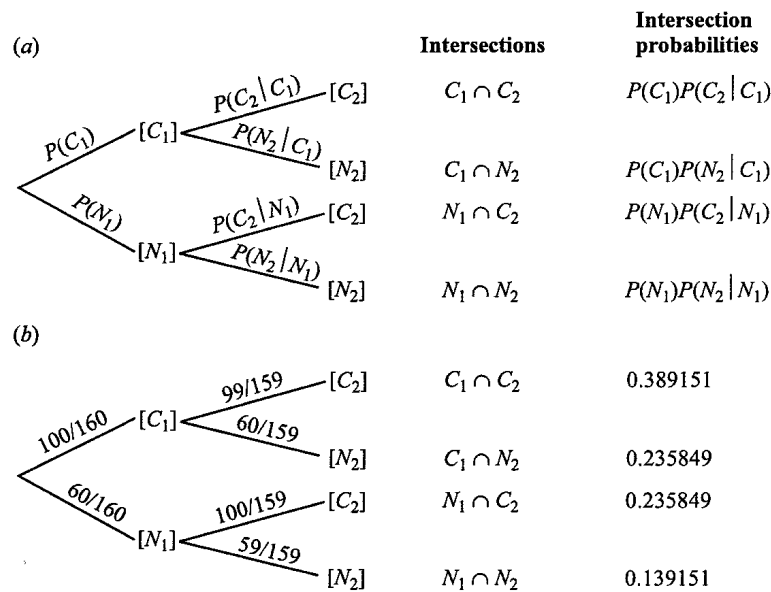 Intersections Intersection probabilities
(a)
P(C₂|C₁) [C₂] C₁ ∩ C₂ P(C₁)P(C₂|C₁)
P(C₁) [C₁] P(N₂/C₁)
[N₂] C₁ ∩ N₂ P(C₁)P(N₂|C₁)
P(N₁) P(C₂|N₁) [C₂] N₁ ∩ C₂ P(N₁)P(C₂|N₁)
[N₁] P(N₂/N₁)
[N₂] N₁ ∩ N₂ P(N₁)P(N₂|N₁)
(b)
99/159 [C₂] C₁ ∩ C₂ 0.389151
100/160 [C₁] 60/159
[N₂] C₁ ∩ N₂ 0.235849
60/160 100/159 [C₂] N₁ ∩ C₂ 0.235849
[N₁] 59/159
[N₂] N₁ ∩ N₂ 0.139151